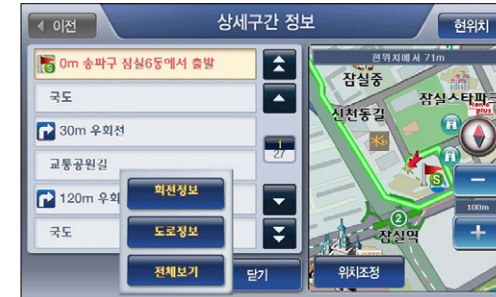 이전
상세구간 정보
현위치
0m 송파구 잠실6동에서 출발
국도
30m 우회전
교통공원길
120m 우회
국도
1
27
회전정보
도로정보
전체보기
닫기
현위치에서 71m
잠실중
잠실스타파크
신천동길
S
S
100m
2
잠실역
위치조정